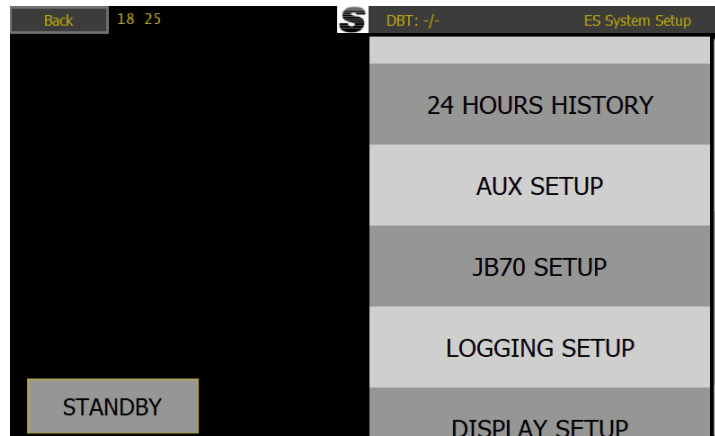 Back 18 25 S DBT: -/- ES System Setup
24 HOURS HISTORY
AUX SETUP
JB70 SETUP
LOGGING SETUP
STANDBY
DISPLAY SETUP